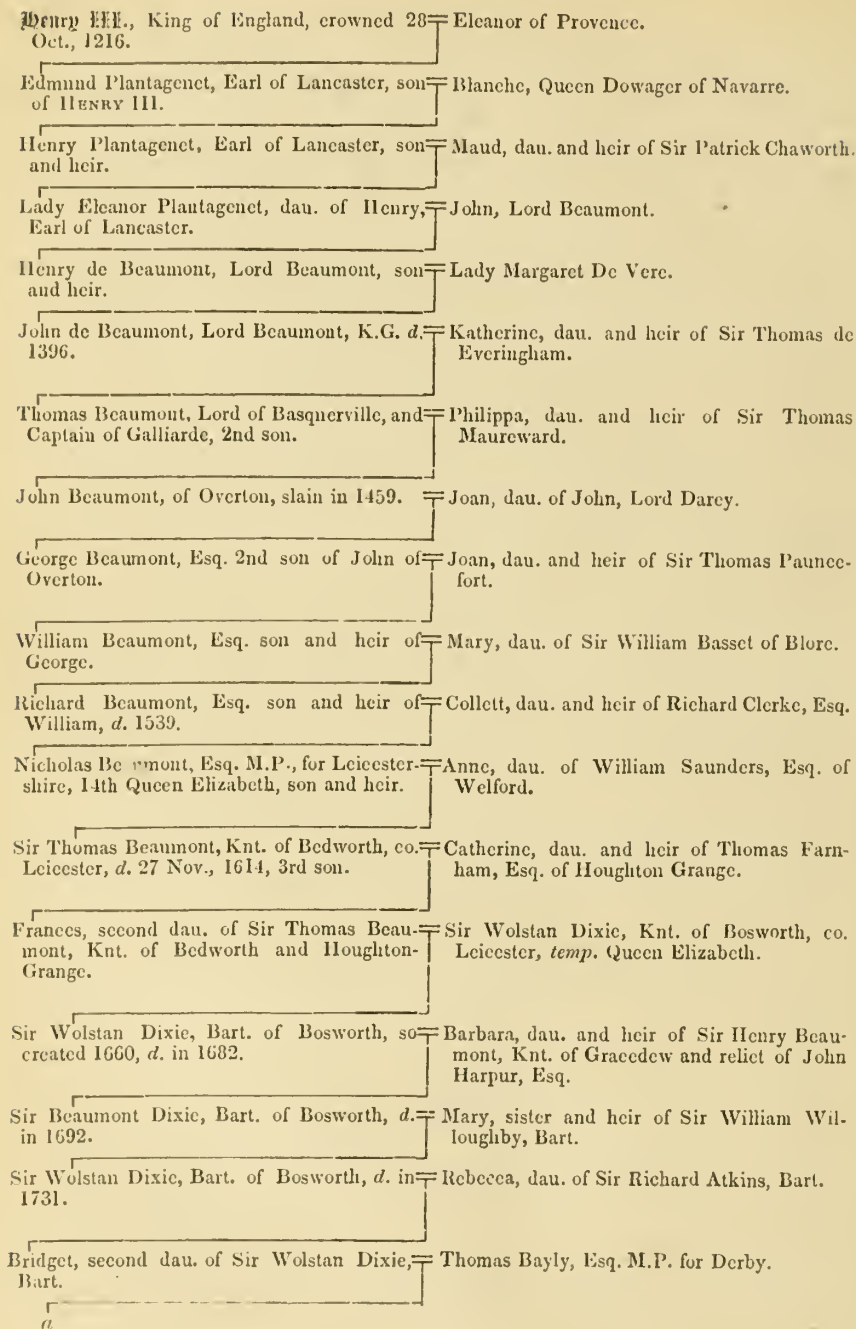 Henry III., King of England, crowned 28 Oct., 1216.
Eleanor of Provence.
Edmund Plantagenet, Earl of Lancaster, son
of HENRY III.
Blanche, Queen Dowager of Navarre.
Henry Plantagenet, Earl of Lancaster, son
and heir.
Maud, dau. and heir of Sir Patrick Chaworth.
Lady Eleanor Plantagenet, dau. of Henry,
Earl of Lancaster.
John, Lord Beaumont.
Henry de Beaumont, Lord Beaumont, son
and heir.
Lady Margaret De Vere.
John de Beaumont, Lord Beaumont, K.G. d.
1396.
Katherine, dau. and heir of Sir Thomas de
Everingham.
Thomas Beaumont, Lord of Basquerville, and
Captain of Galliarde, 2nd son.
Philippa, dau. and heir of Sir Thomas
Maureward.
John Beaumont, of Overton, slain in 1459.
Joan, dau. of John, Lord Darcy.
George Beaumont, Esq. 2nd son of John of
Overton.
Joan, dau. and heir of Sir Thomas Paunce-
fort.
William Beaumont, Esq. son and heir of
George.
Mary, dau. of Sir William Basset of Blore.
Richard Beaumont, Esq. son and heir of
William, d. 1539.
Collett, dau. and heir of Richard Clerke, Esq.
Nicholas Be mont, Esq. M.P., for Leicester-
shire, 14th Queen Elizabeth, son and heir.
Anne, dau. of William Saunders, Esq. of
Welford.
Sir Thomas Beaumont, Knt. of Bedworth, co.
Leicester, d. 27 Nov., 1614, 3rd son.
Catherine, dau. and heir of Thomas Farn-
ham, Esq. of Houghton Grange.
Frances, second dau. of Sir Thomas Beau-
mont, Knt. of Bedworth and Houghton-
Grange.
Sir Wolstan Dixie, Knt. of Bosworth, co.
Leicester, temp. Queen Elizabeth.
Sir Wolstan Dixie, Bart. of Bosworth, so
created 1660, d. in 1682.
Barbara, dau. and heir of Sir Henry Beau-
mont, Knt. of Gracedew and relict of John
Harpur, Esq.
Sir Beaumont Dixie, Bart. of Bosworth, d.
in 1692.
Mary, sister and heir of Sir William Wil-
loughby, Bart.
Sir Wolstan Dixie, Bart. of Bosworth, d. in
1731.
Rebecca, dau. of Sir Richard Atkins, Bart.
Bridget, second dau. of Sir Wolstan Dixie,
Bart.
Thomas Bayly, Esq. M.P. for Derby.
a